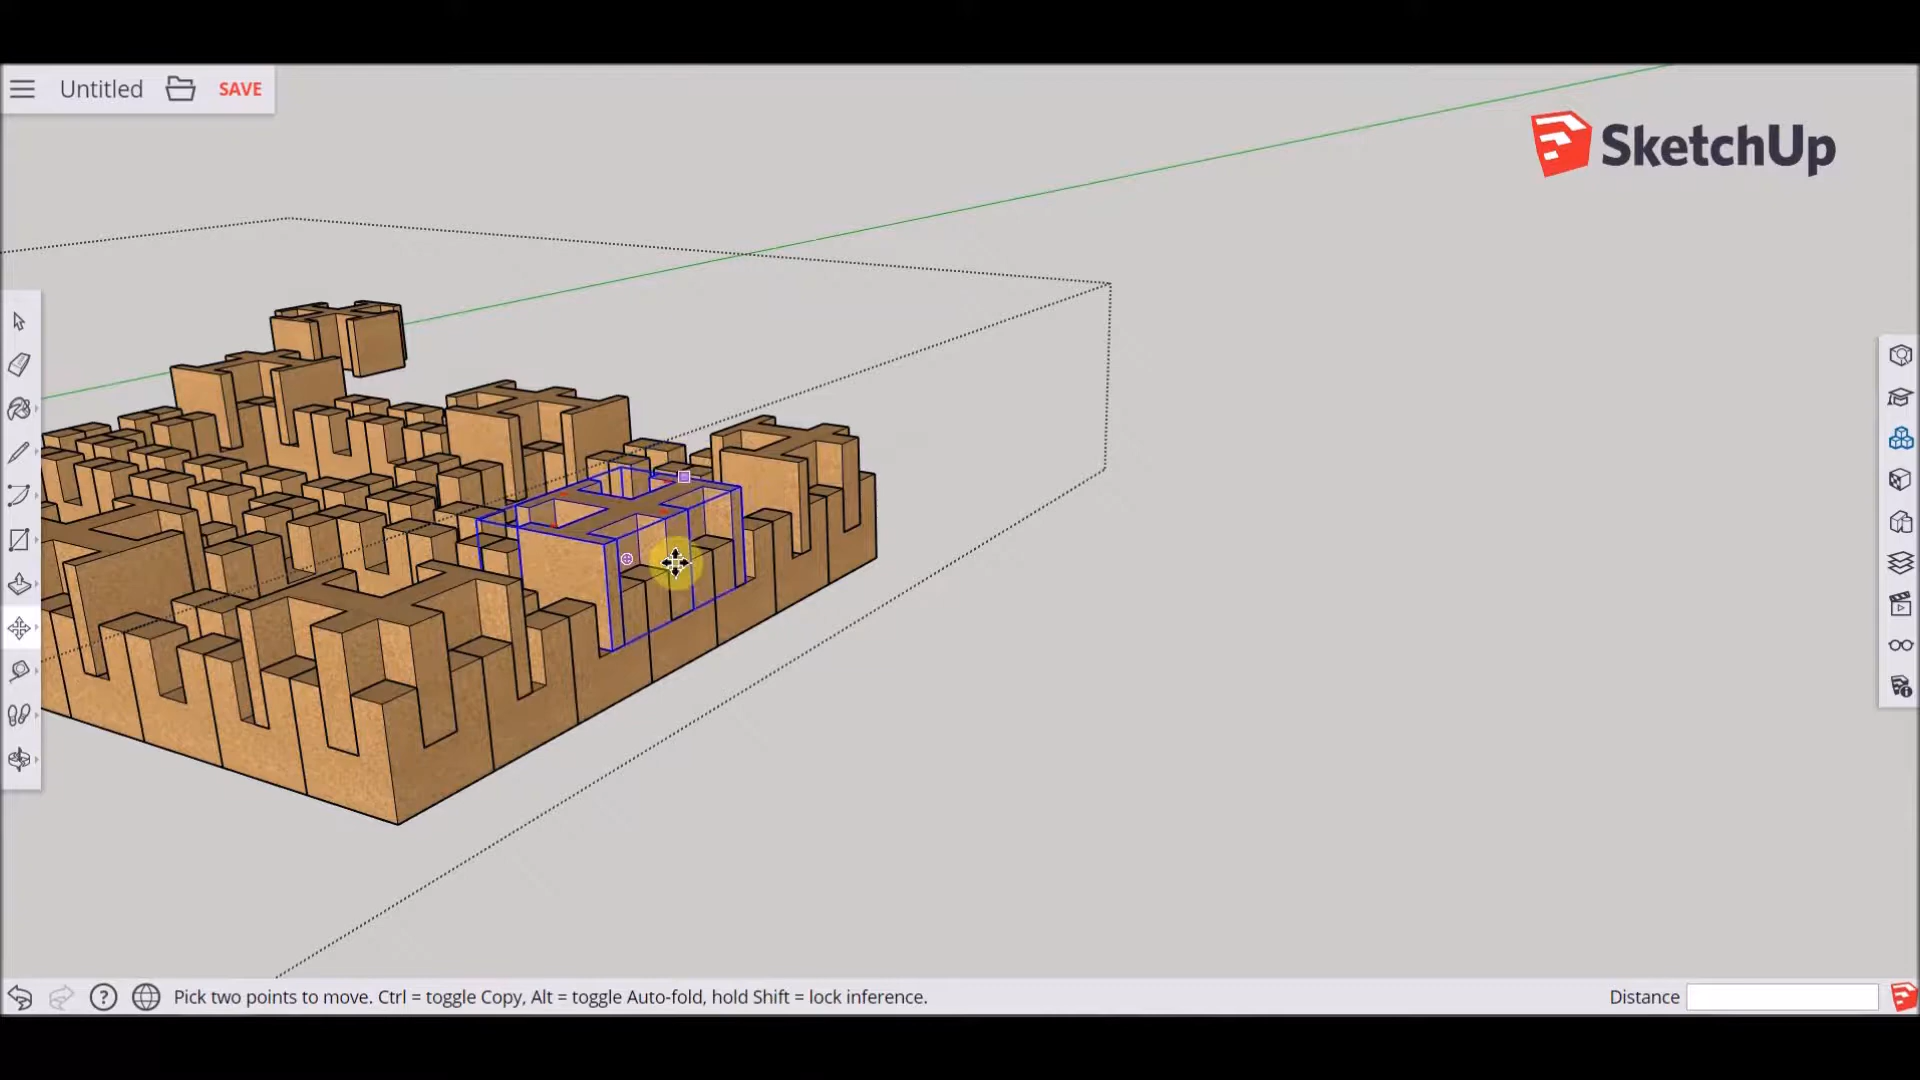 Untitled
SAVE
SketchUp
Pick two points to move. Ctrl = toggle Copy, Alt = toggle Auto-fold, hold Shift = lock inference.
Distance